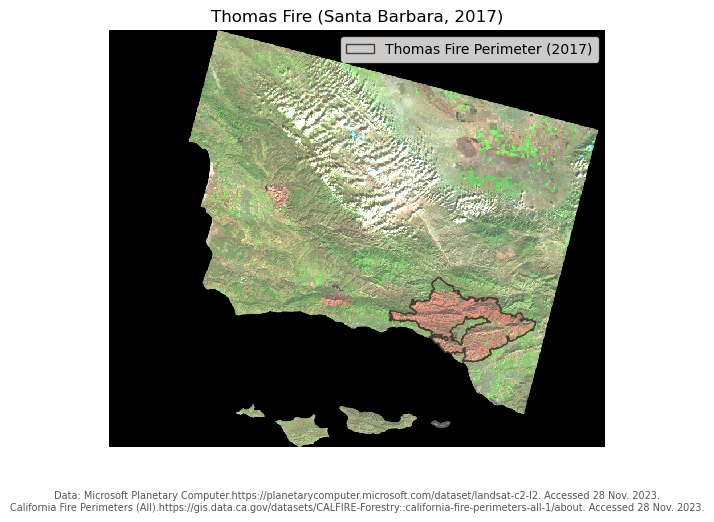 Thomas Fire (Santa Barbara, 2017)
Thomas Fire Perimeter (2017)
Data: Microsoft Planetary Computer.https://planetarycomputer.microsoft.com/dataset/landsat-c2-l2. Accessed 28 Nov. 2023.
California Fire Perimeters (All).https://gis.data.ca.gov/datasets/CALFIRE-Forestry::california-fire-perimeters-all-1/about. Accessed 28 Nov. 2023.